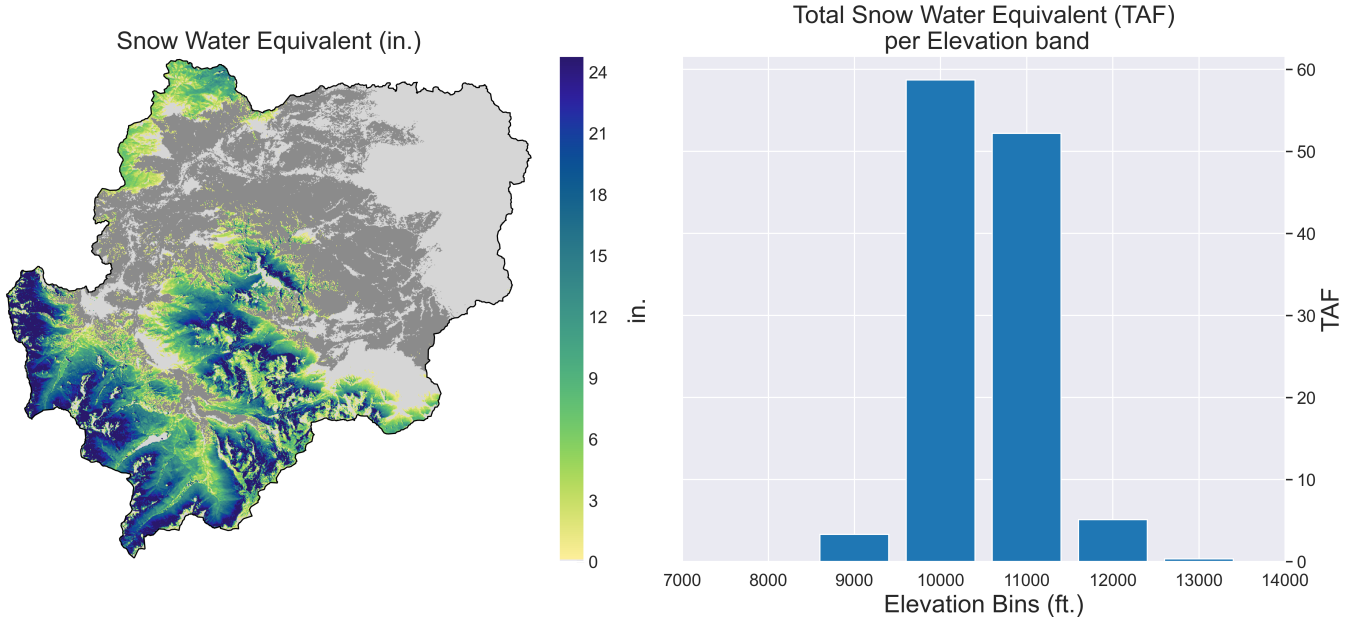 Snow Water Equivalent (in.)
24
21
18
15
12
9
6
3
0
in.
Total Snow Water Equivalent (TAF)
per Elevation band
60
50
40
30
20
10
0
TAF
7000 8000 9000 10000 11000 12000 13000 14000
Elevation Bins (ft.)